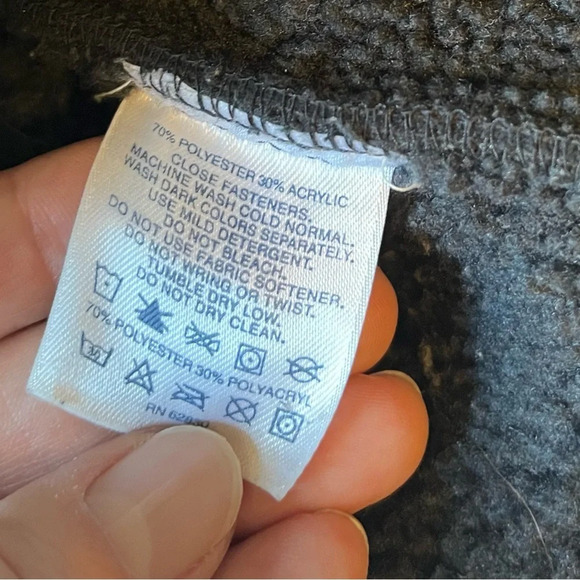 70% POLYESTER 30% ACRYLIC
CLOSE FASTENERS.
MACHINE WASH COLD NORMAL.
WASH DARK COLORS SEPARATELY.
USE MILD DETERGENT.
DO NOT BLEACH.
DO NOT USE FABRIC SOFTENER.
DO NOT WRING OR TWIST.
TUMBLE DRY LOW.
DO NOT DRY CLEAN.
70% POLYESTER 30% POLYACRYL
30
RN